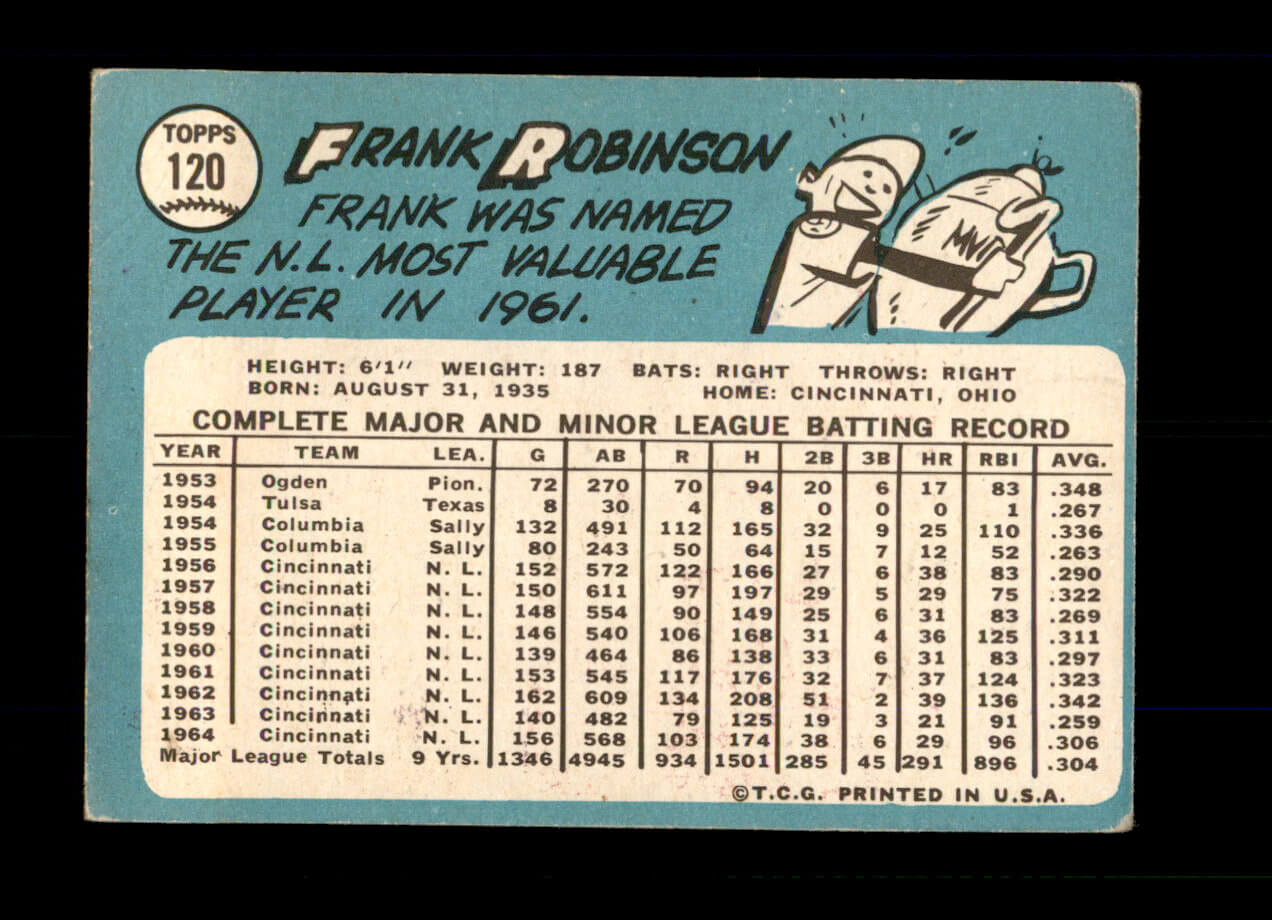 TOPPS
120
FRANK ROBINSON
FRANK WAS NAMED
THE N.L. MOST VALUABLE
PLAYER IN 1961.
MVP
HEIGHT: 6'1" WEIGHT: 187 BATS: RIGHT THROWS: RIGHT
BORN: AUGUST 31, 1935 HOME: CINCINNATI, OHIO
COMPLETE MAJOR AND MINOR LEAGUE BATTING RECORD
YEAR TEAM LEA. G AB R H 2B 3B HR RBI AVG.
1953 Ogden Pion. 72 270 70 94 20 6 17 83 .348
1954 Tulsa Texas 8 30 4 8 0 0 0 1 .267
1954 Columbia Sally 132 491 112 165 32 9 25 110 .336
1955 Columbia Sally 80 243 50 64 15 7 12 52 .263
1956 Cincinnati N. L. 152 572 122 166 27 6 38 83 .290
1957 Cincinnati N. L. 150 611 97 197 29 5 29 75 .322
1958 Cincinnati N. L. 148 554 90 149 25 6 31 83 .269
1959 Cincinnati N. L. 146 540 106 168 31 4 36 125 .311
1960 Cincinnati N. L. 139 464 86 138 33 6 31 83 .297
1961 Cincinnati N. L. 153 545 117 176 32 7 37 124 .323
1962 Cincinnati N. L. 162 609 134 208 51 2 39 136 .342
1963 Cincinnati N. L. 140 482 79 125 19 3 21 91 .259
1964 Cincinnati N. L. 156 568 103 174 38 6 29 96 .306
Major League Totals 9 Yrs. 1346 4945 934 1501 285 45 291 896 .304
©T.C.G. PRINTED IN U.S.A.